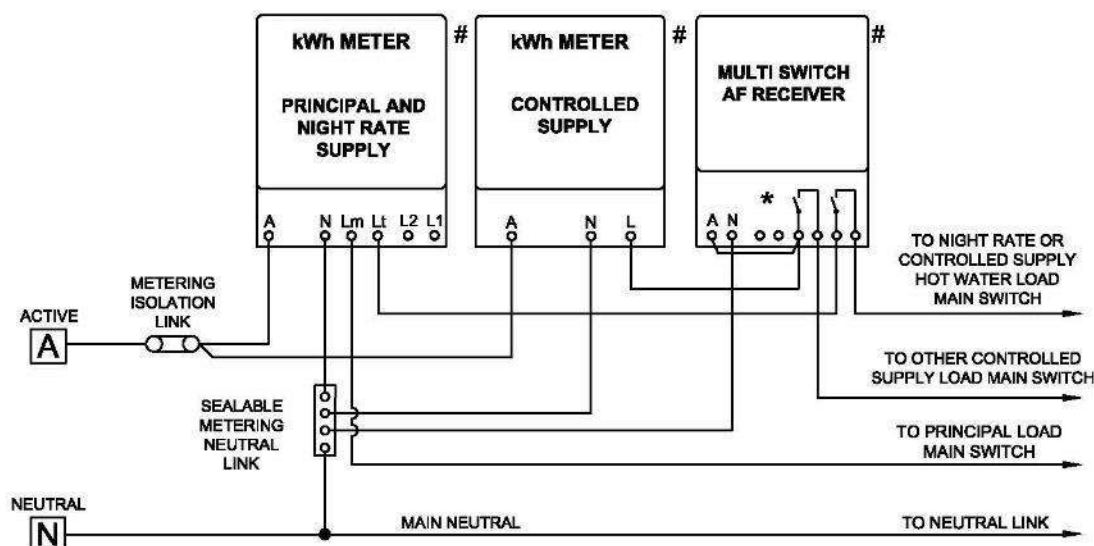 kWh METER
PRINCIPAL AND
NIGHT RATE
SUPPLY
#
kWh METER
CONTROLLED
SUPPLY
#
MULTI SWITCH
AF RECEIVER
#
A N Lm Lt L2 L1
A N L
A N *
TO NIGHT RATE OR
CONTROLLED SUPPLY
HOT WATER LOAD
MAIN SWITCH
METERING
ISOLATION
LINK
ACTIVE
A
TO OTHER CONTROLLED
SUPPLY LOAD MAIN SWITCH
SEALABLE
METERING
NEUTRAL
LINK
TO PRINCIPAL LOAD
MAIN SWITCH
NEUTRAL
N
MAIN NEUTRAL
TO NEUTRAL LINK